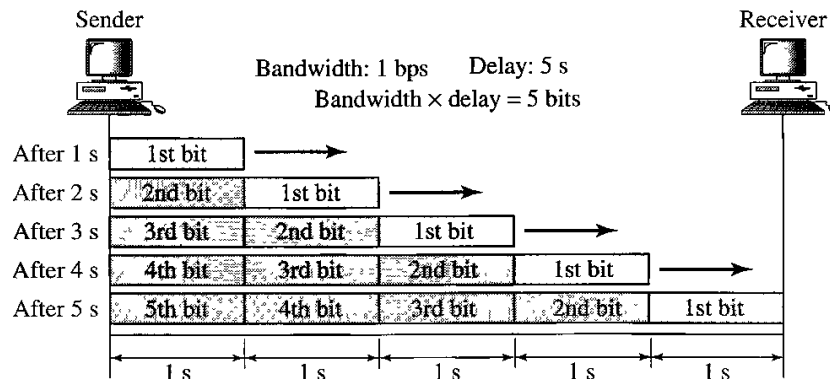 Sender
Receiver
Bandwidth: 1 bps Delay: 5 s
Bandwidth × delay = 5 bits
After 1 s 1st bit
After 2 s 2nd bit 1st bit
After 3 s 3rd bit 2nd bit 1st bit
After 4 s 4th bit 3rd bit 2nd bit 1st bit
After 5 s 5th bit 4th bit 3rd bit 2nd bit 1st bit
1 s 1 s 1 s 1 s 1 s